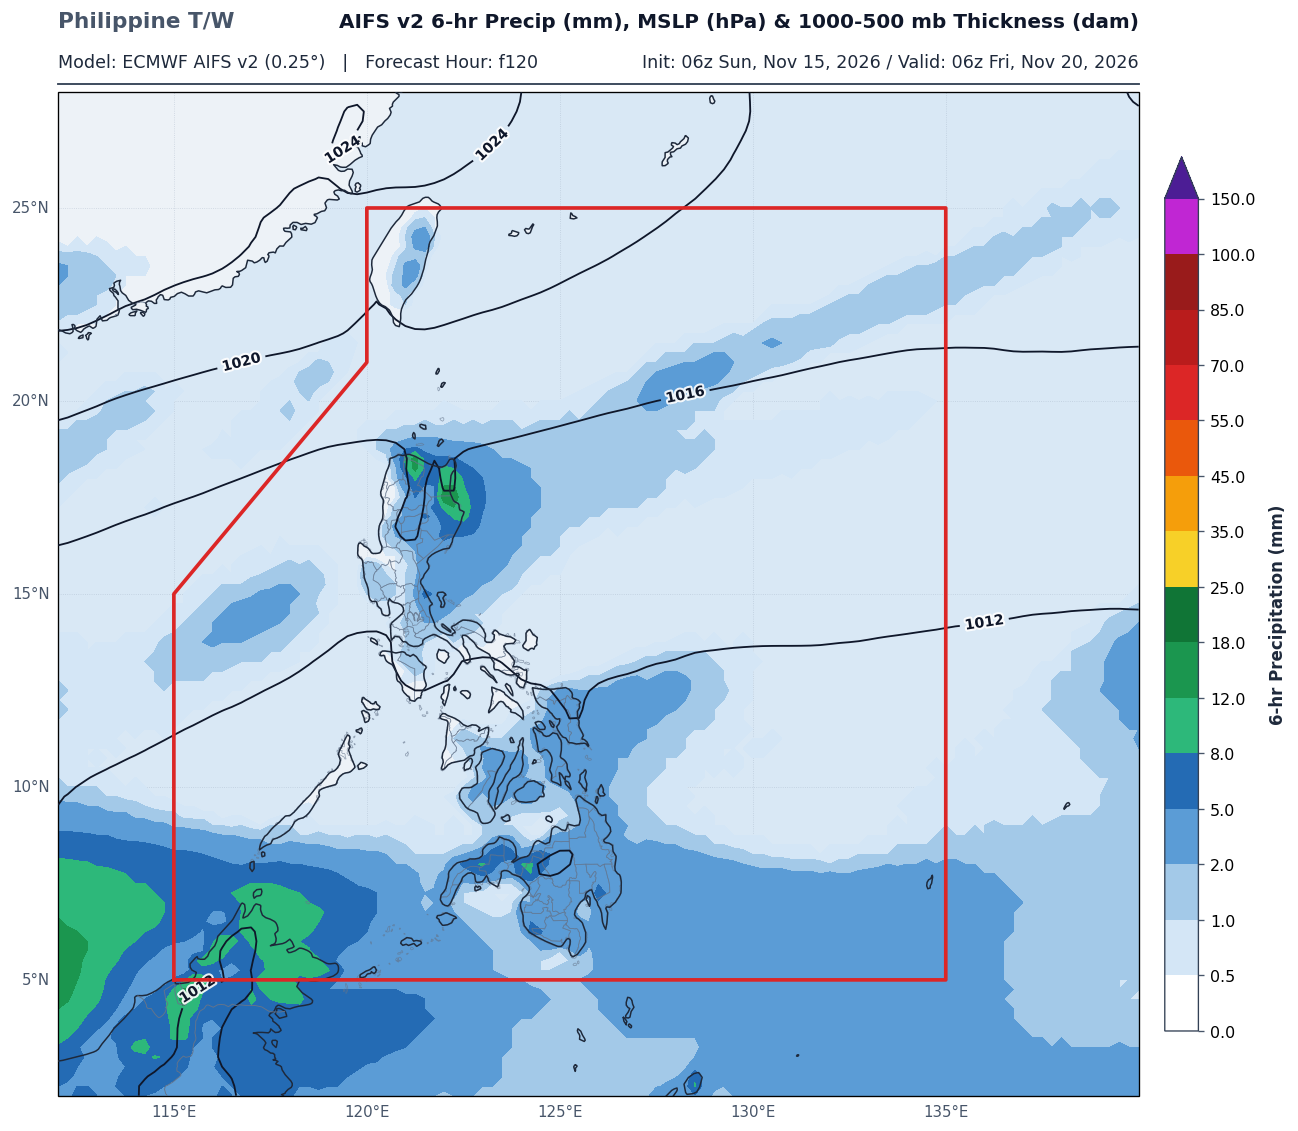 Philippine T/W
AIFS v2 6-hr Precip (mm), MSLP (hPa) & 1000-500 mb Thickness (dam)
Model: ECMWF AIFS v2 (0.25°) | Forecast Hour: f120
Init: 06z Sun, Nov 15, 2026 / Valid: 06z Fri, Nov 20, 2026
1024
1024
1020
1016
1012
1012
25°N
20°N
15°N
10°N
5°N
115°E
120°E
125°E
130°E
135°E
150.0
100.0
85.0
70.0
55.0
45.0
35.0
25.0
18.0
12.0
8.0
5.0
2.0
1.0
0.5
0.0
6-hr Precipitation (mm)